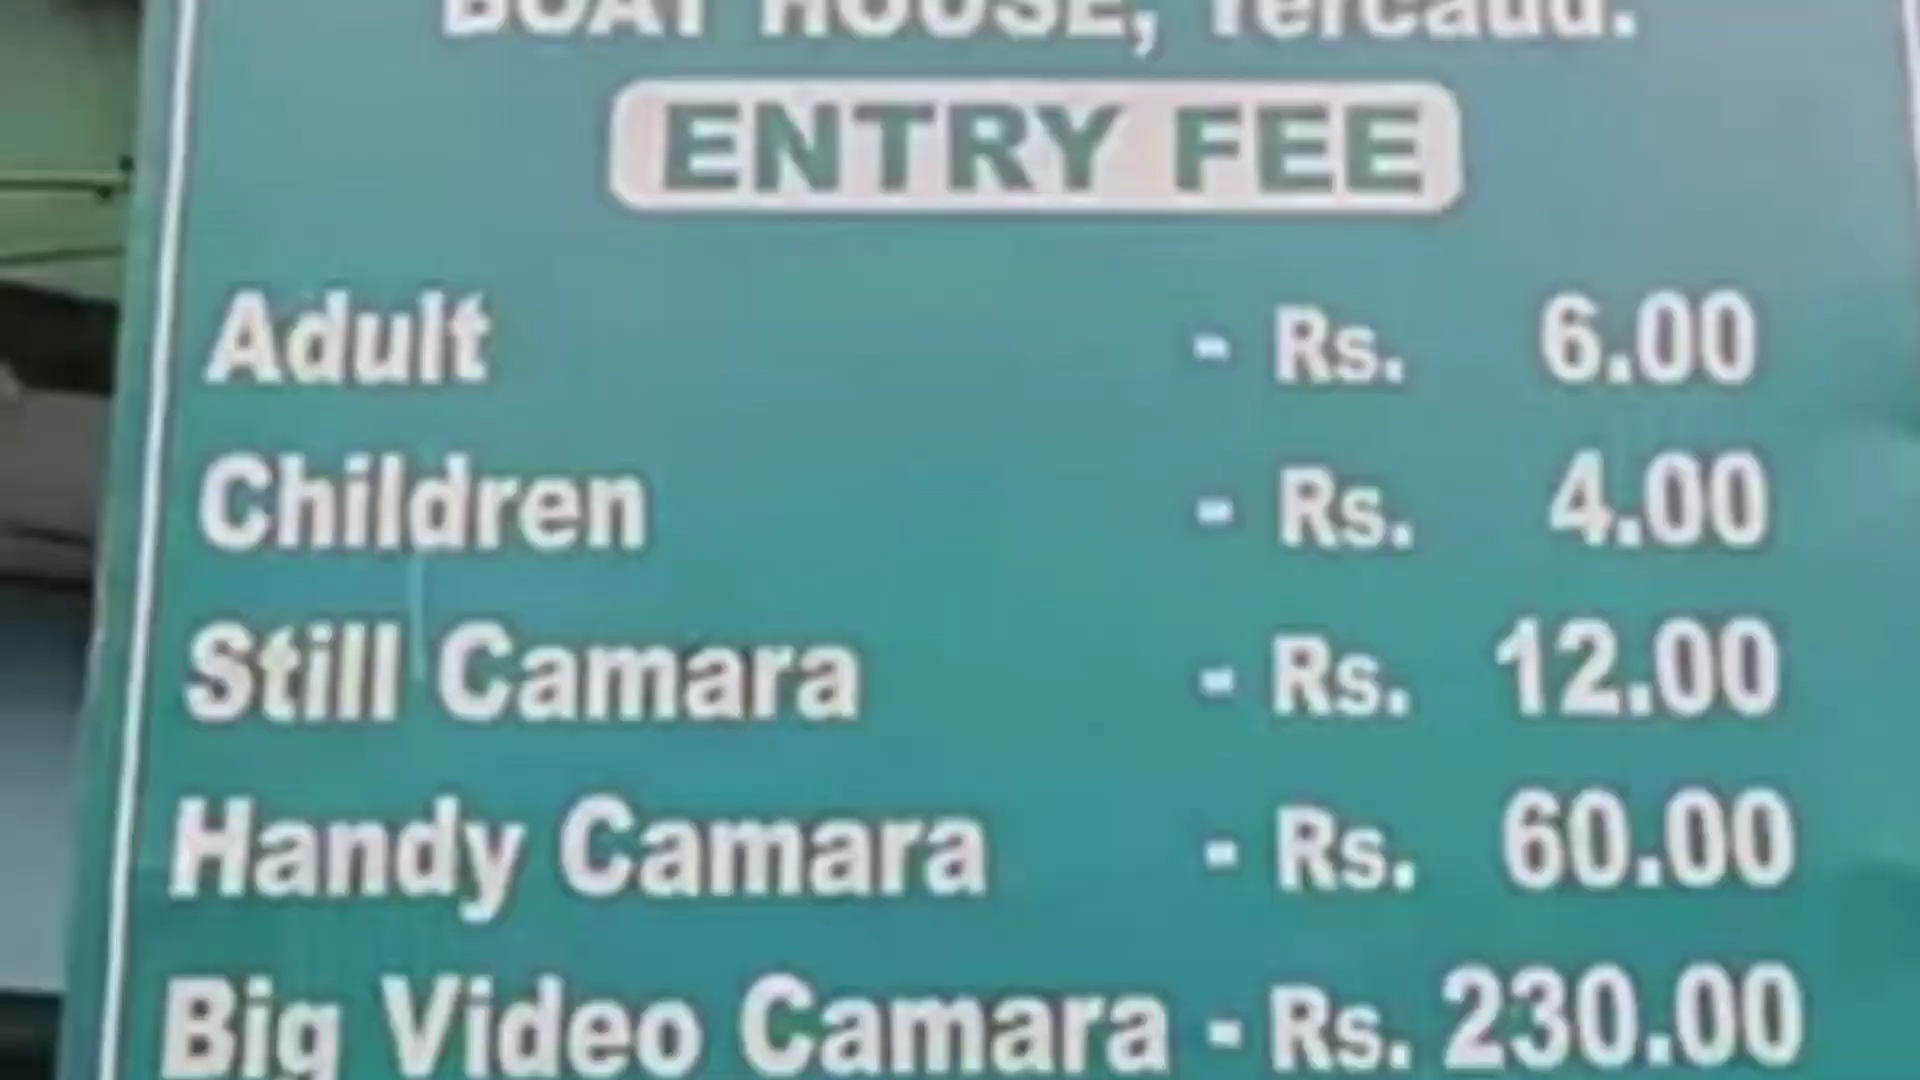 BOAT HOUSE, Yercaud.
ENTRY FEE
Adult - Rs. 6.00
Children - Rs. 4.00
Still Camara - Rs. 12.00
Handy Camara - Rs. 60.00
Big Video Camara - Rs. 230.00